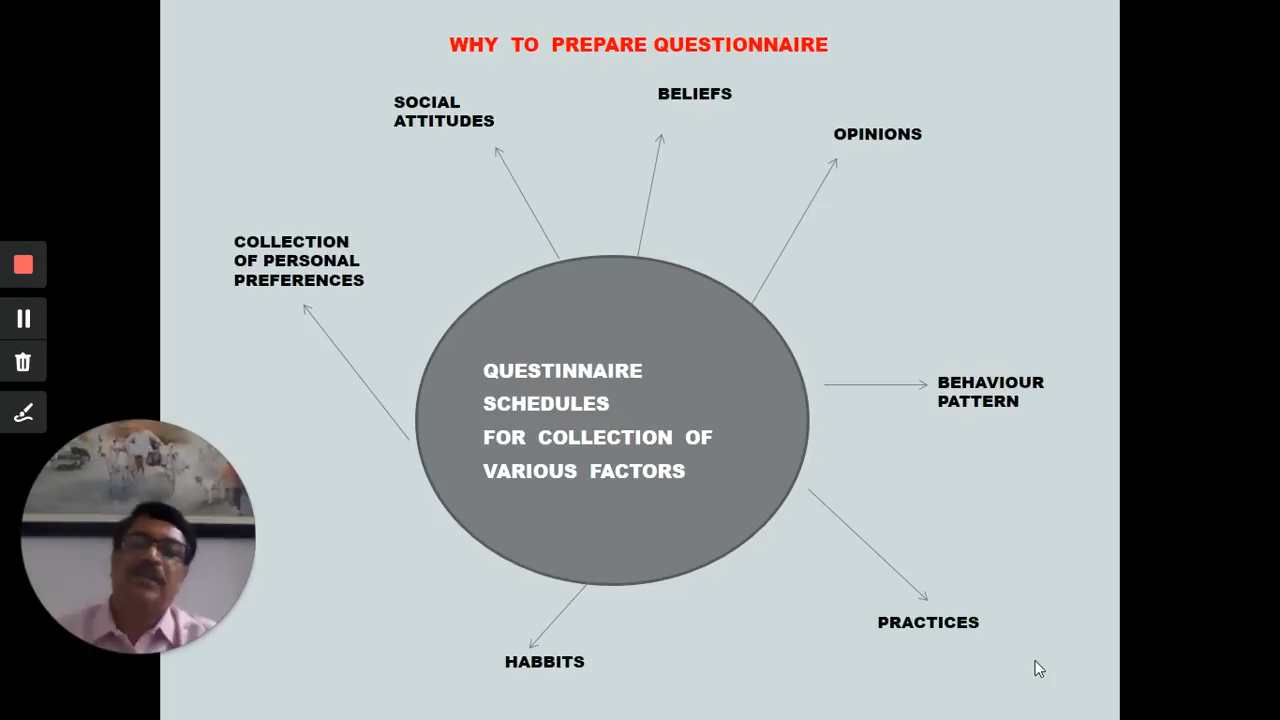 WHY TO PREPARE QUESTIONNAIRE
BELIEFS
SOCIAL
ATTITUDES
OPINIONS
COLLECTION
OF PERSONAL
PREFERENCES
QUESTINNAIRE
SCHEDULES
FOR COLLECTION OF
VARIOUS FACTORS
BEHAVIOUR
PATTERN
PRACTICES
HABBITS